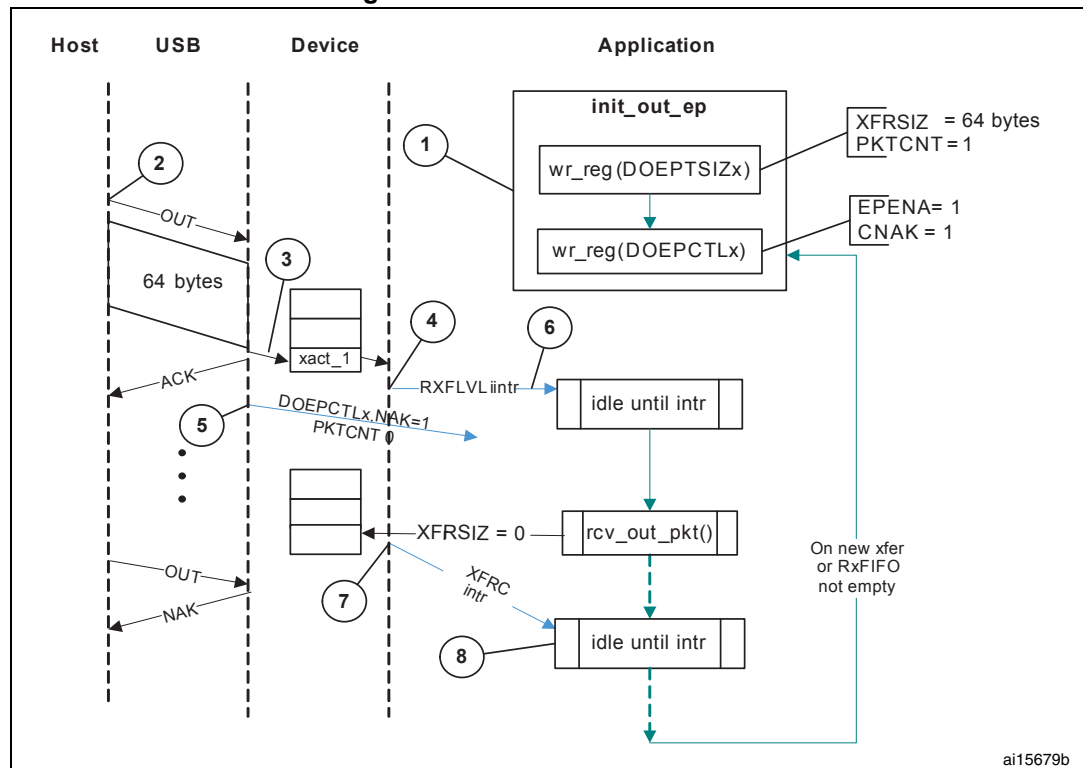 Host USB Device Application
init_out_ep
1
wr_reg(DOEPTSIZx)
XFRSIZ = 64 bytes
PKTCNT = 1
wr_reg(DOEPCTLx)
EPENA= 1
CNAK = 1
2
OUT
64 bytes
3
xact_1
ACK
4
RXFLVL iintr
6
idle until intr
5
DOEPCTLx.NAK=1
PKTCNT 0
XFRSIZ = 0
rcv_out_pkt()
On new xfer
or RxFIFO
not empty
OUT
NAK
7
XFRC
intr
8
idle until intr
ai15679b